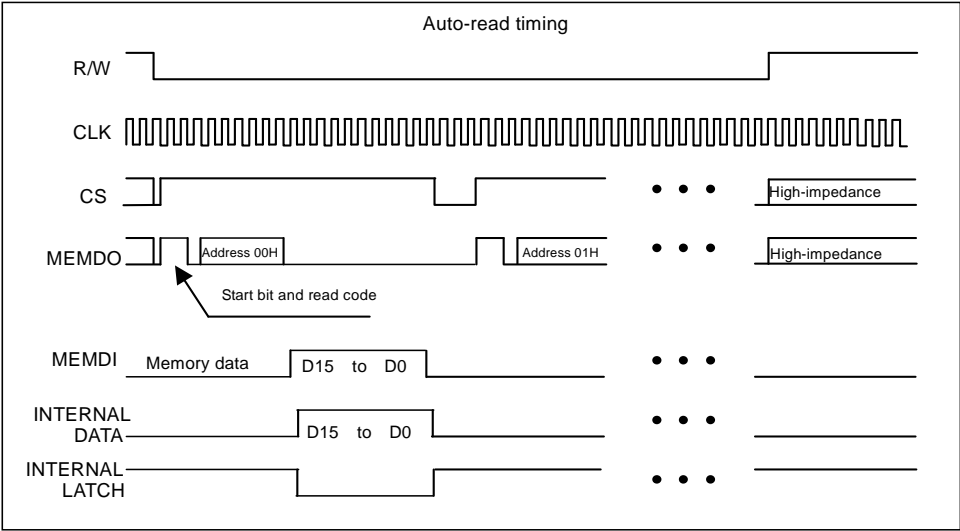 Auto-read timing
R/W
CLK
CS
High-impedance
MEMDO
Address 00H
Address 01H
High-impedance
Start bit and read code
MEMDI
Memory data
D15 to D0
INTERNAL
DATA
D15 to D0
INTERNAL
LATCH